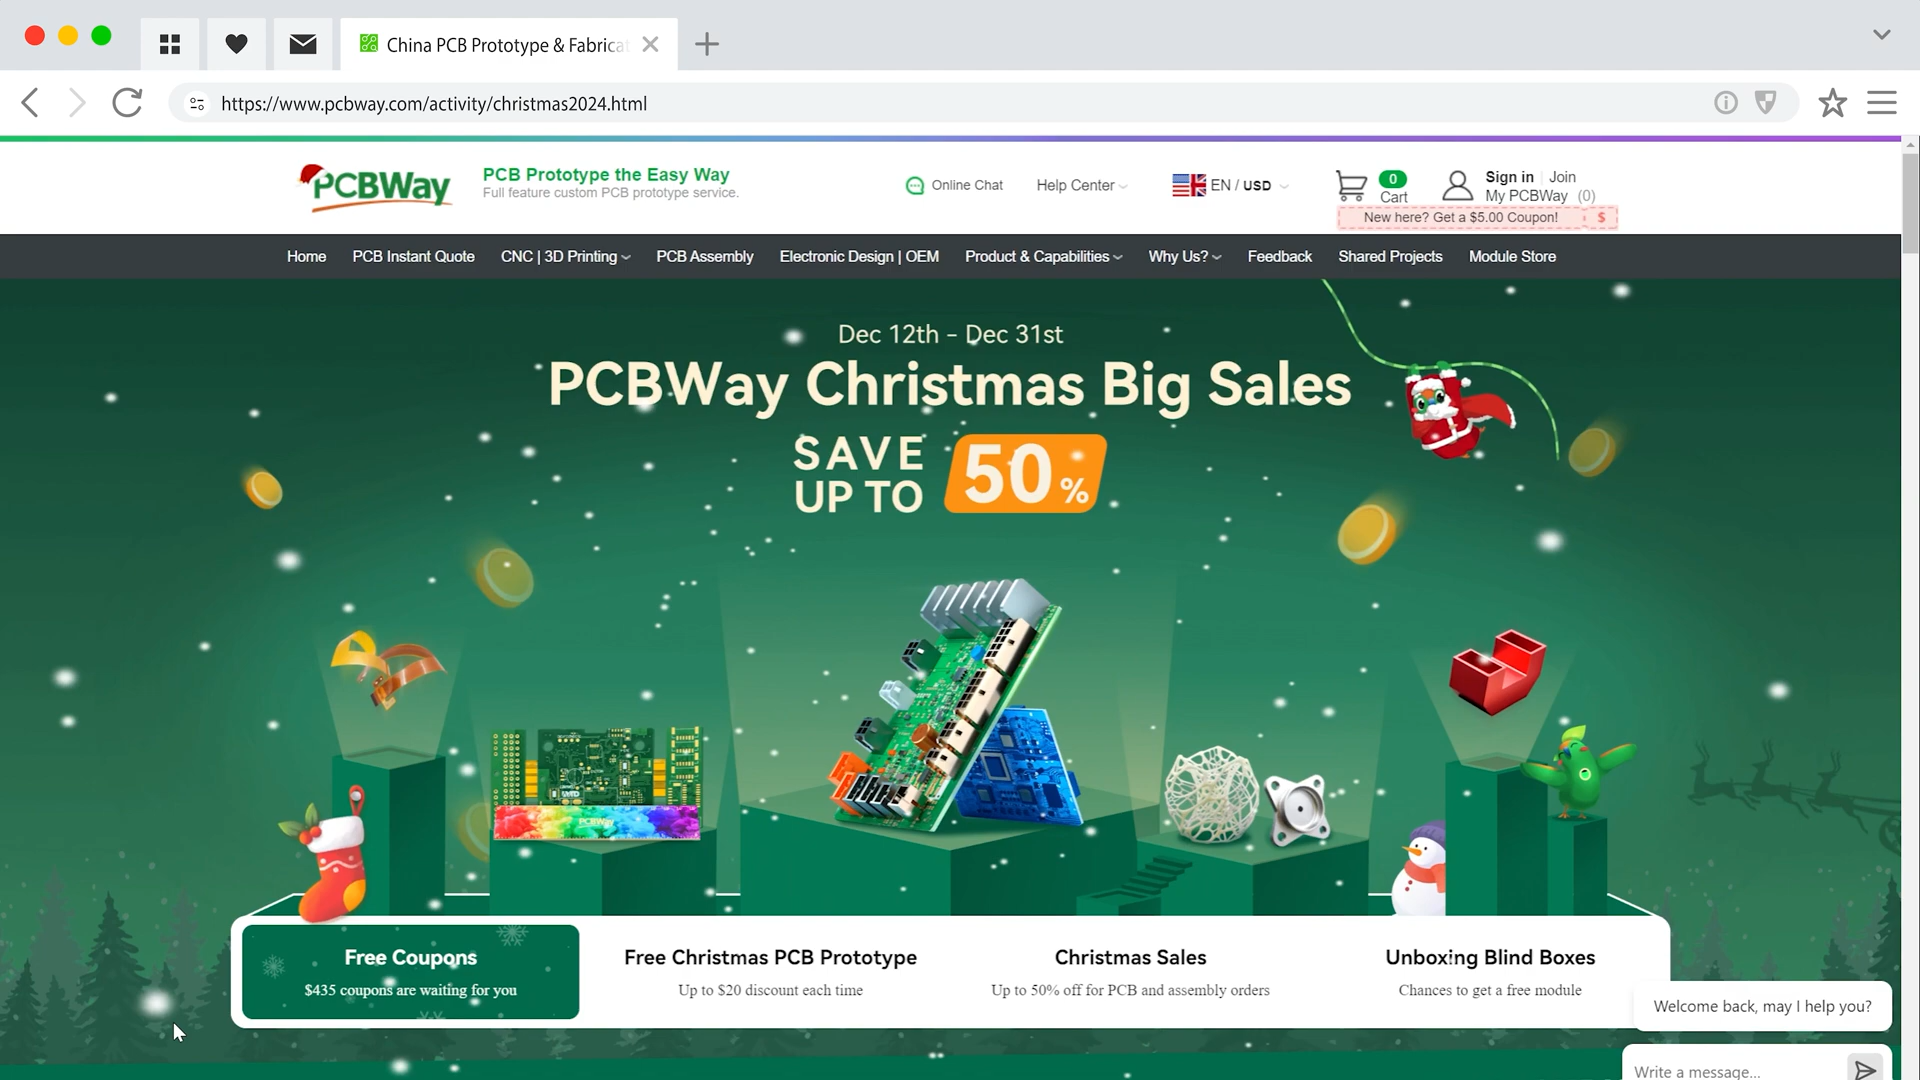 China PCB Prototype & Fabrica
https://www.pcbway.com/activity/christmas2024.html
PCBWay
PCB Prototype the Easy Way
Full feature custom PCB prototype service.
Online Chat
Help Center
EN / USD
0
Cart
Sign in | Join
My PCBWay (0)
New here? Get a $5.00 Coupon! $
Home PCB Instant Quote CNC | 3D Printing PCB Assembly Electronic Design | OEM Product & Capabilities Why Us? Feedback Shared Projects Module Store
Dec 12th - Dec 31st
PCBWay Christmas Big Sales
SAVE
UP TO
50%
PCBWay
Free Coupons
$435 coupons are waiting for you
Free Christmas PCB Prototype
Up to $20 discount each time
Christmas Sales
Up to 50% off for PCB and assembly orders
Unboxing Blind Boxes
Chances to get a free module
Welcome back, may I help you?
Write a message...